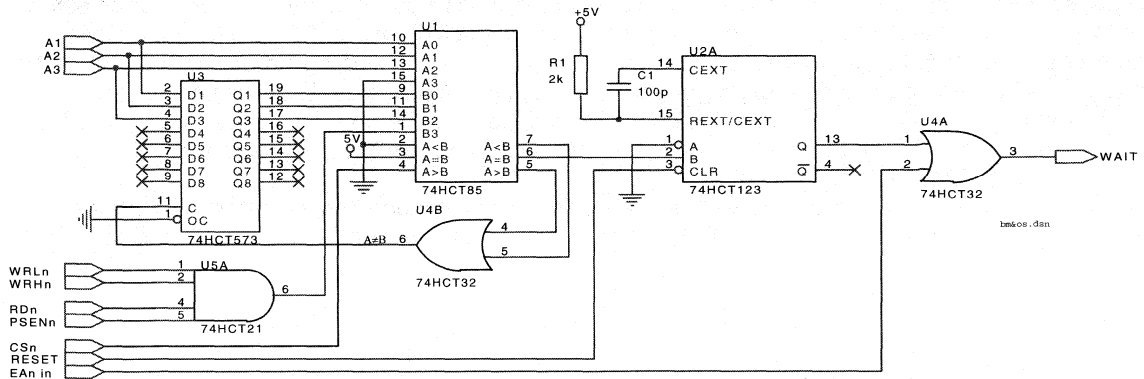 +5V
U1
A1
A2
A3
10 A0
12 A1
13 A2
15 A3
9 B0
11 B1
14 B2
1 B3
2 A<B
3 A=B
4 A>B
A<B 7
A=B 6
A>B 5
74HCT85
5V
U3
2 D1
3 D2
4 D3
5 D4
6 D5
7 D6
8 D7
9 D8
11 C
1 OC
Q1 19
Q2 18
Q3 17
Q4 16
Q5 15
Q6 14
Q7 13
Q8 12
74HCT573
R1
2k
C1
100p
U2A
14 CEXT
15 REXT/CEXT
1 A
2 B
3 CLR
Q 13
Q 4
74HCT123
U4A
1
2
3
WAIT
74HCT32
bm&os.dsn
U4B
4
5
6
A≠B
74HCT32
WRLn
WRHn
RDn
PSENn
U5A
1
2
4
5
6
74HCT21
CSn
RESET
EAn in